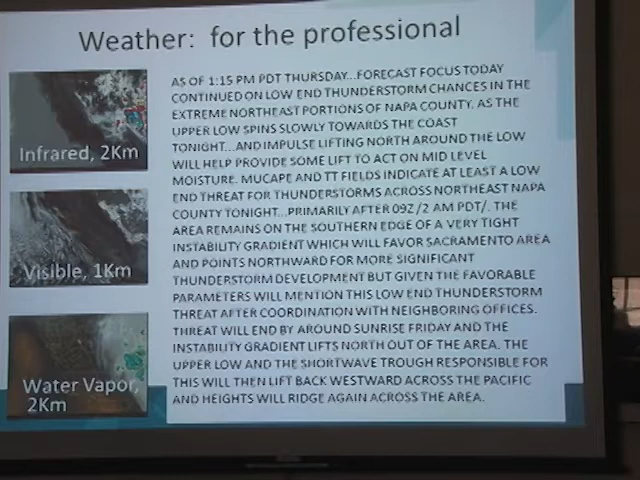 Weather: for the professional
Infrared, 2Km
Visible, 1Km
Water Vapor,
2Km
AS OF 1:15 PM PDT THURSDAY...FORECAST FOCUS TODAY
CONTINUED ON LOW END THUNDERSTORM CHANCES IN THE
EXTREME NORTHEAST PORTIONS OF NAPA COUNTY. AS THE
UPPER LOW SPINS SLOWLY TOWARDS THE COAST
TONIGHT...AND IMPULSE LIFTING NORTH AROUND THE LOW
WILL HELP PROVIDE SOME LIFT TO ACT ON MID LEVEL
MOISTURE. MUCAPE AND TT FIELDS INDICATE AT LEAST A LOW
END THREAT FOR THUNDERSTORMS ACROSS NORTHEAST NAPA
COUNTY TONIGHT...PRIMARILY AFTER 09Z/2 AM PDT/. THE
AREA REMAINS ON THE SOUTHERN EDGE OF A VERY TIGHT
INSTABILITY GRADIENT WHICH WILL FAVOR SACRAMENTO AREA
AND POINTS NORTHWARD FOR MORE SIGNIFICANT
THUNDERSTORM DEVELOPMENT BUT GIVEN THE FAVORABLE
PARAMETERS WILL MENTION THIS LOW END THUNDERSTORM
THREAT AFTER COORDINATION WITH NEIGHBORING OFFICES.
THREAT WILL END BY AROUND SUNRISE FRIDAY AND THE
INSTABILITY GRADIENT LIFTS NORTH OUT OF THE AREA. THE
UPPER LOW AND THE SHORTWAVE TROUGH RESPONSIBLE FOR
THIS WILL THEN LIFT BACK WESTWARD ACROSS THE PACIFIC
AND HEIGHTS WILL RIDGE AGAIN ACROSS THE AREA.